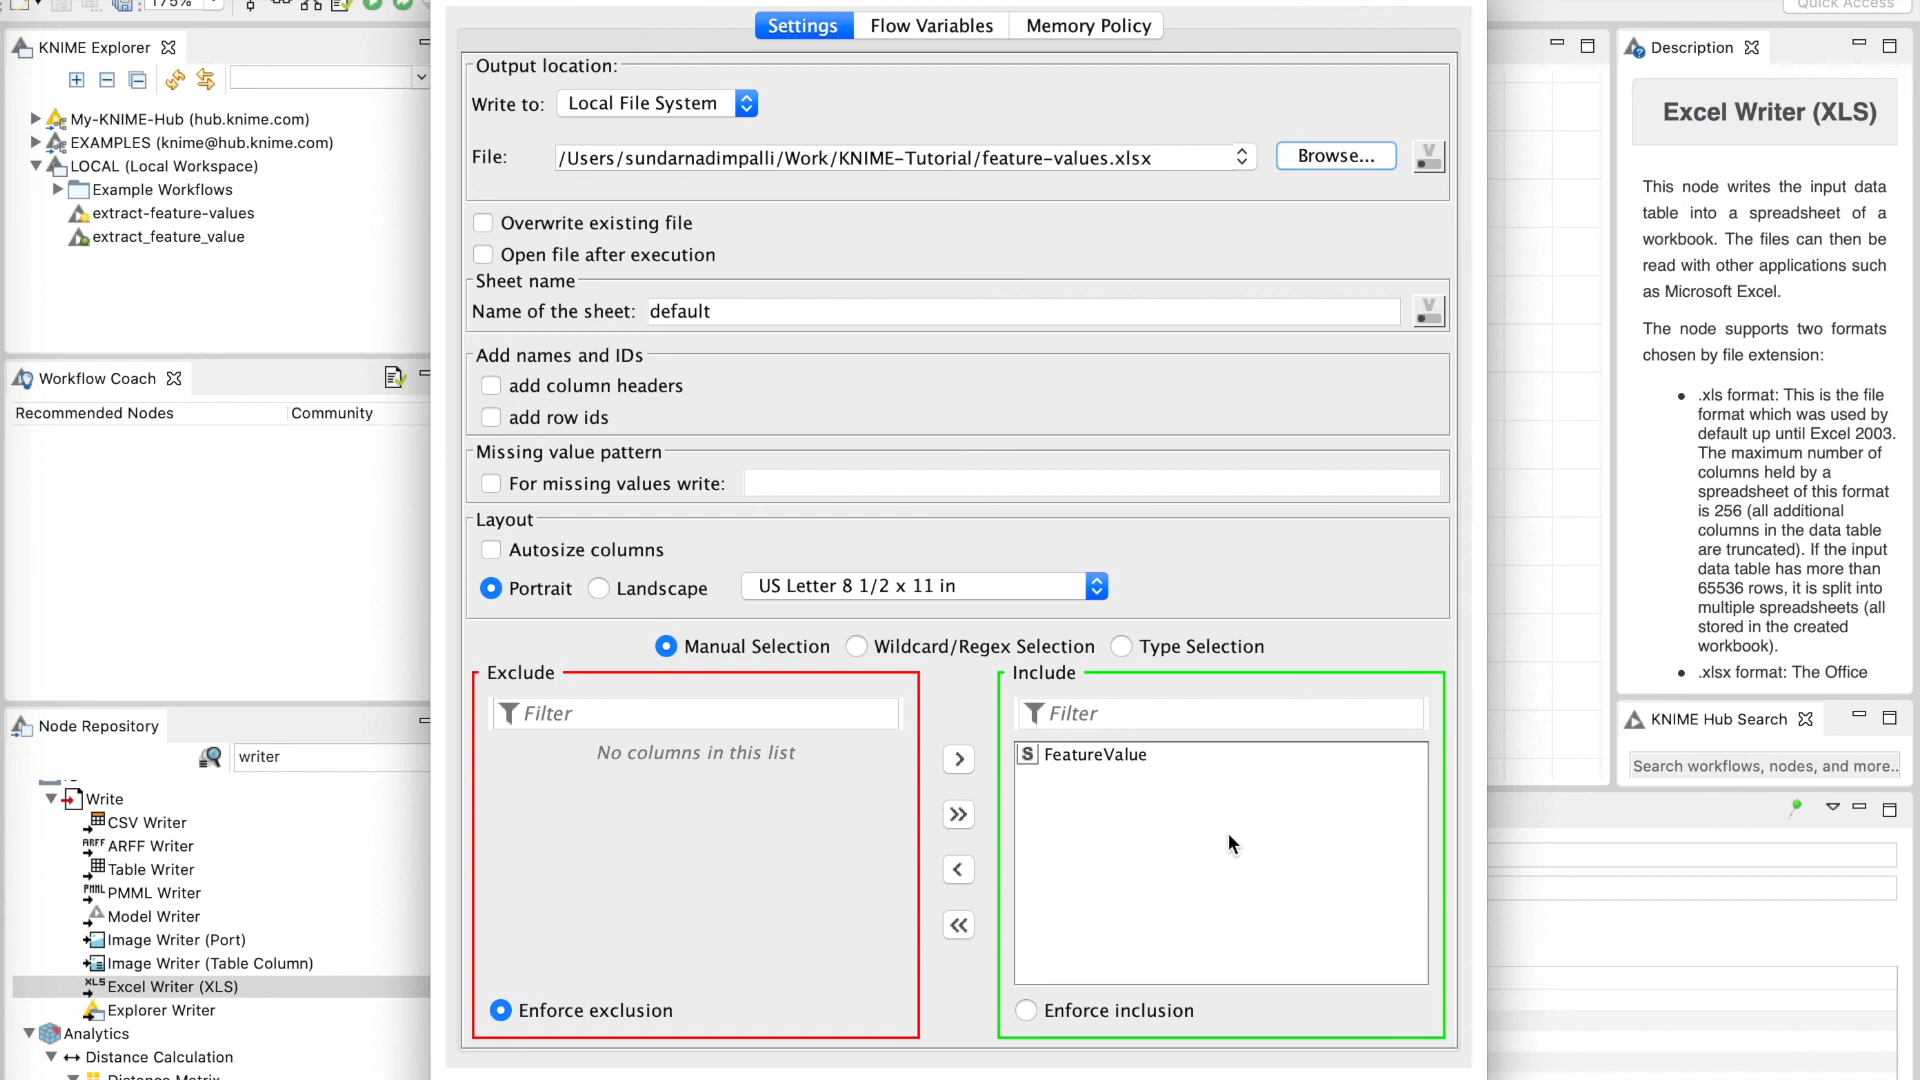 175%
Quick Access
KNIME Explorer
My-KNIME-Hub (hub.knime.com)
EXAMPLES (knime@hub.knime.com)
LOCAL (Local Workspace)
Example Workflows
extract-feature-values
extract_feature_value
Workflow Coach
Recommended Nodes
Community
Node Repository
writer
Write
CSV Writer
ARFF Writer
Table Writer
PMML Writer
Model Writer
Image Writer (Port)
Image Writer (Table Column)
Excel Writer (XLS)
Explorer Writer
Analytics
Distance Calculation
Distance Matrix
Settings
Flow Variables
Memory Policy
Output location:
Write to:
Local File System
File:
/Users/sundarnadimpalli/Work/KNIME-Tutorial/feature-values.xlsx
Browse...
Overwrite existing file
Open file after execution
Sheet name
Name of the sheet:
default
Add names and IDs
add column headers
add row ids
Missing value pattern
For missing values write:
Layout
Autosize columns
Portrait
Landscape
US Letter 8 1/2 x 11 in
Manual Selection
Wildcard/Regex Selection
Type Selection
Exclude
Filter
No columns in this list
Enforce exclusion
Include
Filter
S FeatureValue
Enforce inclusion
Description
Excel Writer (XLS)
This node writes the input data
table into a spreadsheet of a
workbook. The files can then be
read with other applications such
as Microsoft Excel.
The node supports two formats
chosen by file extension:
.xls format: This is the file
format which was used by
default up until Excel 2003.
The maximum number of
columns held by a
spreadsheet of this format
is 256 (all additional
columns in the data table
are truncated). If the input
data table has more than
65536 rows, it is split into
multiple spreadsheets (all
stored in the created
workbook).
.xlsx format: The Office
KNIME Hub Search
Search workflows, nodes, and more..